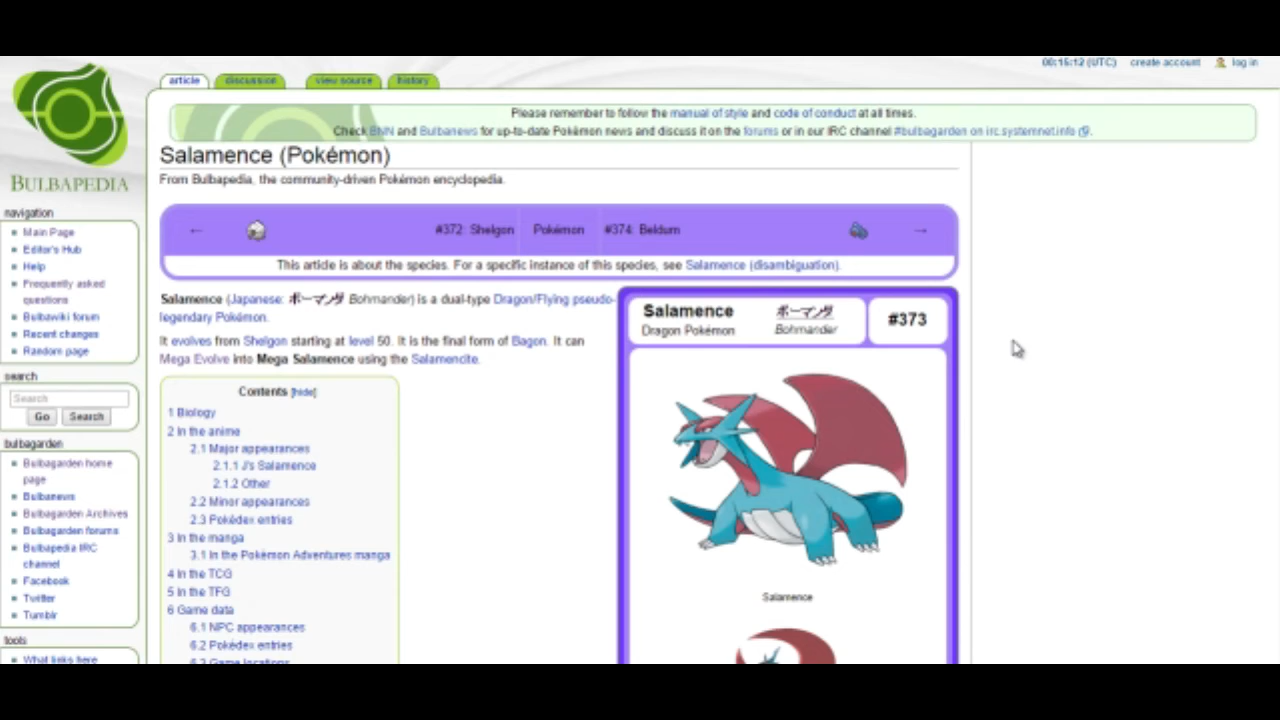 00:15:12 (UTC) create account log in
article discussion view source history
Please remember to follow the manual of style and code of conduct at all times.
Check BNN and Bulbanews for up-to-date Pokémon news and discuss it on the forums or in our IRC channel #bulbagarden on irc.systemnet.info.
BULBAPEDIA
Salamence (Pokémon)
From Bulbapedia, the community-driven Pokémon encyclopedia.
← #372: Shelgon Pokémon #374: Beldum →
This article is about the species. For a specific instance of this species, see Salamence (disambiguation).
Salamence (Japanese: ボーマンダ Bohmander) is a dual-type Dragon/Flying pseudo-
legendary Pokémon.
It evolves from Shelgon starting at level 50. It is the final form of Bagon. It can
Mega Evolve into Mega Salamence using the Salamencite.
Contents [hide]
1 Biology
2 In the anime
2.1 Major appearances
2.1.1 J's Salamence
2.1.2 Other
2.2 Minor appearances
2.3 Pokédex entries
3 In the manga
3.1 In the Pokémon Adventures manga
4 In the TCG
5 In the TFG
6 Game data
6.1 NPC appearances
6.2 Pokédex entries
6.3 Game locations
Salamence
Dragon Pokémon
ボーマンダ
Bohmander
#373
Salamence
navigation
Main Page
Editor's Hub
Help
Frequently asked
questions
Bulbawiki forum
Recent changes
Random page
search
Search
Go Search
bulbagarden
Bulbagarden home
page
Bulbanews
Bulbagarden Archives
Bulbagarden forums
Bulbapedia IRC
channel
Facebook
Twitter
Tumblr
tools
What links here